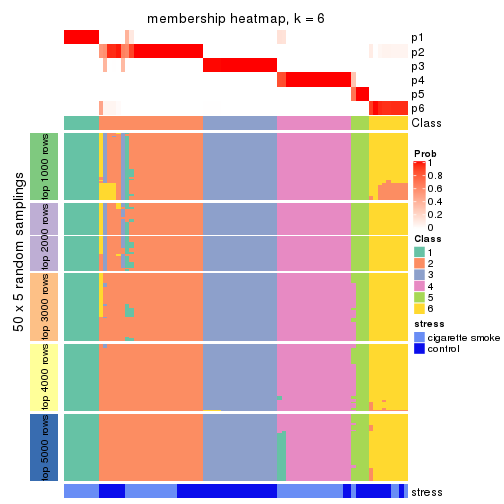 membership heatmap, k = 6
p1
p2
p3
p4
p5
p6
Class
50 x 5 random samplings
top 1000 rows
top 2000 rows
top 3000 rows
top 4000 rows
top 5000 rows
stress
Prob
1
0.8
0.6
0.4
0.2
0
Class
1
2
3
4
5
6
stress
cigarette smoke
control